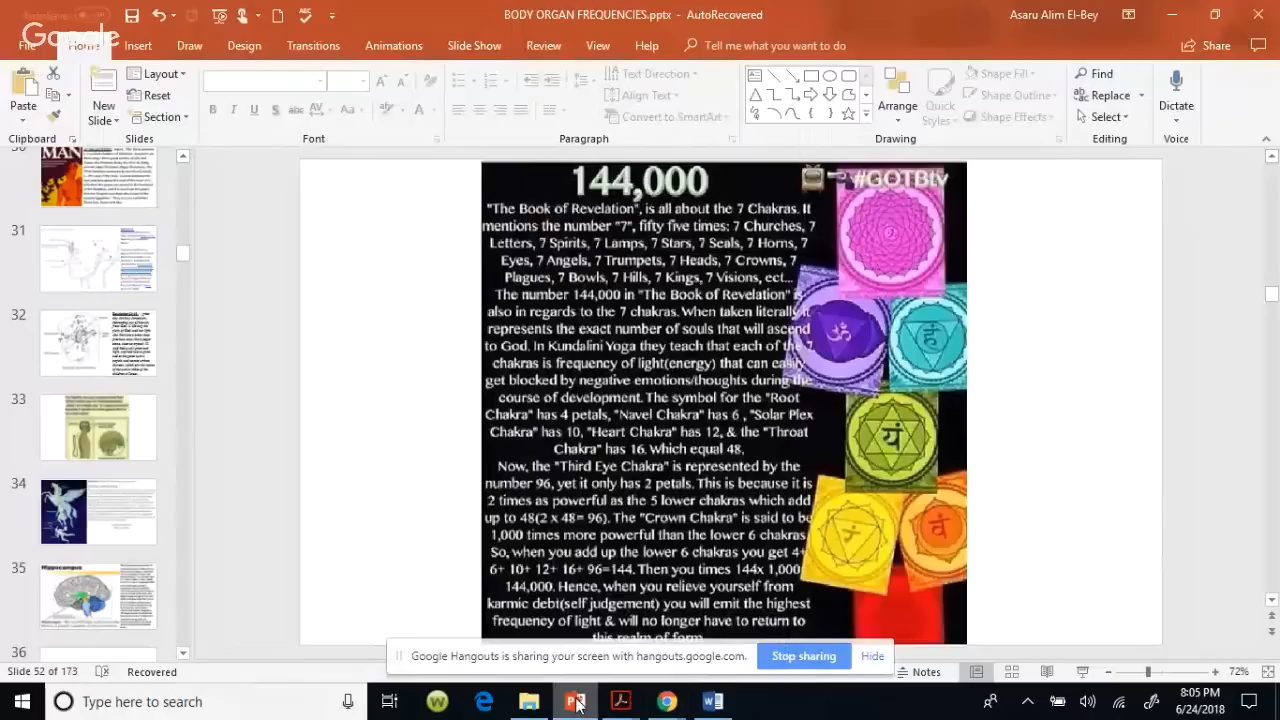 BODY ORGAN FREQUENCIES.pptx - AutoRecovered
Asaru Alim El-Bey
Google
File Home Insert Draw Design Transitions Animations Slide Show Review View Help Tell me what you want to do
Share
Paste
Clipboard
New
Slide
Layout
Reset
Section
Slides
Font
Text Direction
Align Text
Convert to SmartArt
Paragraph
Arrange
Quick
Styles
Shape Fill
Shape Outline
Shape Effects
Drawing
Find
Replace
Select
Editing
Dictate
Voice
MAN
31
32
33
34
35
Hippocampus
36
44,000
#GOTBIV
"The Book of Revelation", is all about the 7 Chakras. It
mentions the number "7", fifty five times: 7 Churches, 7
Letters, 7 Spirits, 7 Lamps, 7 Stars, 7 Seals, 7 Horns, 7
Eyes, 7 Angels, 7 Trumpets, 7 Heads, 7 Crowns, 7
Plagues, 7 Bowls, 7 Hills, 7 Kings, 7 Visions, ect...
The number 144,000 in "The Book of Revelation" is
also in regards to the 7 chakras. When taken literally it
represents the exact number of souls that will ascend
to God. In Kundalini Yoga they teach that each of the 7
chakras is frequency of light(energy) that can easily
get blocked by negative emotions/thoughts during the
course of development. The symbol for the "Root
Chakra" has 4 petals, "Navel Chakra" has 6 , "Solar Plex
Chakra" has 10, "Heart Chakra" has 12, & the "Throat
Chakra" has 16. Which equal 48,
Now, the "Third Eye Chakra" is represented by the
number 96, yet it only has 2 petals. This is because it is
2 times as powerful as the 5 lower chakras which add
up to 48(2 x 48= 96). The "Crown Chakra" is said to be
1,000 times more powerful than the lower 6 chakras.
So, when you add up the lower 6 chakras you get 4+
6+ 10+ 12+ 16+ 96=144. Then you times 144x 1,000=
144,000. Hence, when you relieve yourself from
karmic debt and judgement you will emit the highest
frequency of light & will no longer have to return to
this realm of form.
Google Hangouts is sharing your screen with hangouts.google.com.
Stop sharing
Hide
Slide 52 of 173
Recovered
Notes
72%
Type here to search
8:05 PM
6/24/2018